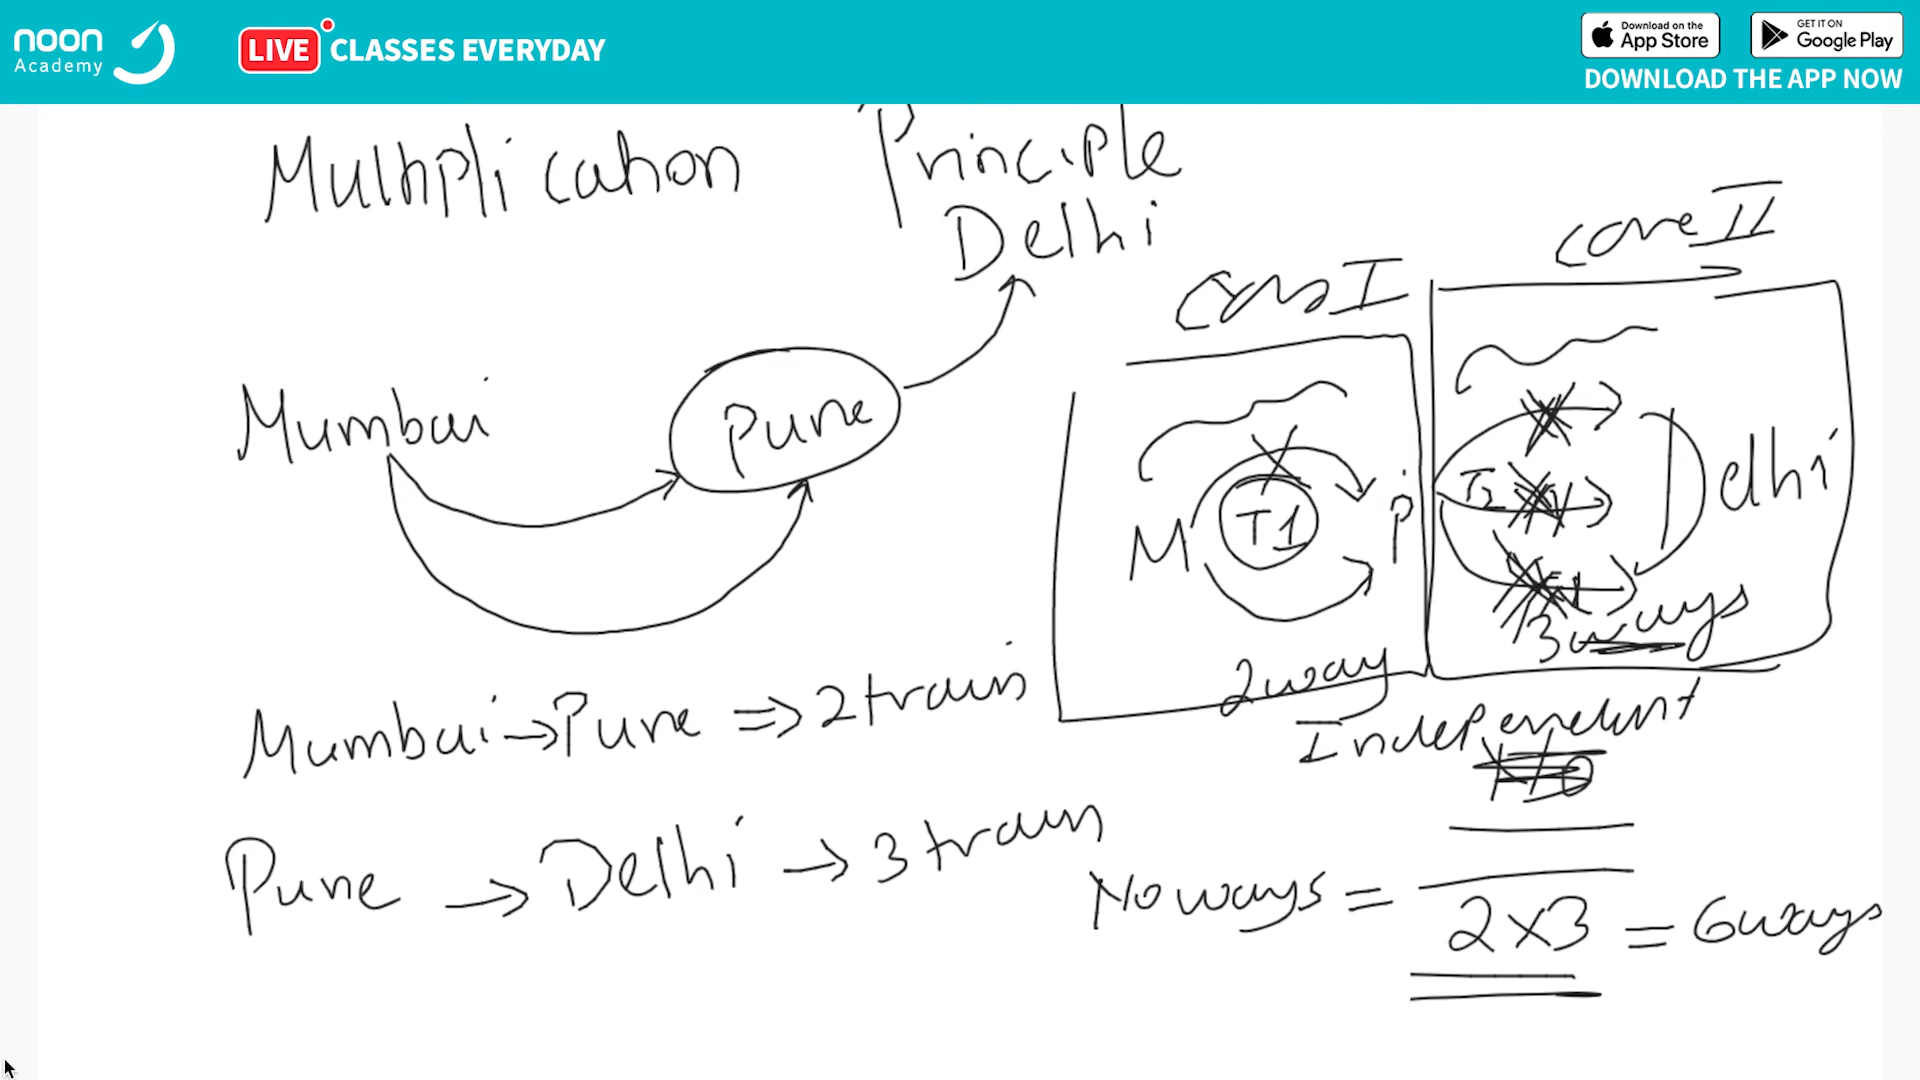 noon
Academy
LIVE CLASSES EVERYDAY
Download on the
App Store
GET IT ON
Google Play
DOWNLOAD THE APP NOW
Multiplication Principle
Delhi
Mumbai
Pune
Case I
Case II
M T1 P
T2 Delhi
2 way
3 ways
Independent
Mumbai → Pune ⇒ 2 train
Pune → Delhi → 3 train
No ways = 2 × 3 = 6 ways